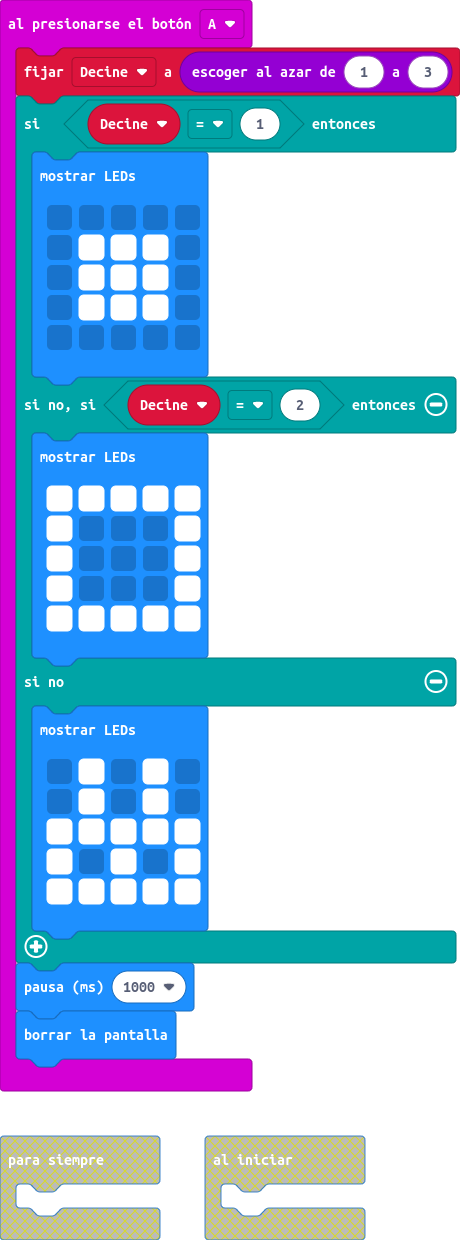 al presionarse el botón A
fijar Decine a escoger al azar de 1 a 3
si Decine = 1 entonces
mostrar LEDs
si no, si Decine = 2 entonces
mostrar LEDs
si no
mostrar LEDs
pausa (ms) 1000
borrar la pantalla
para siempre al iniciar